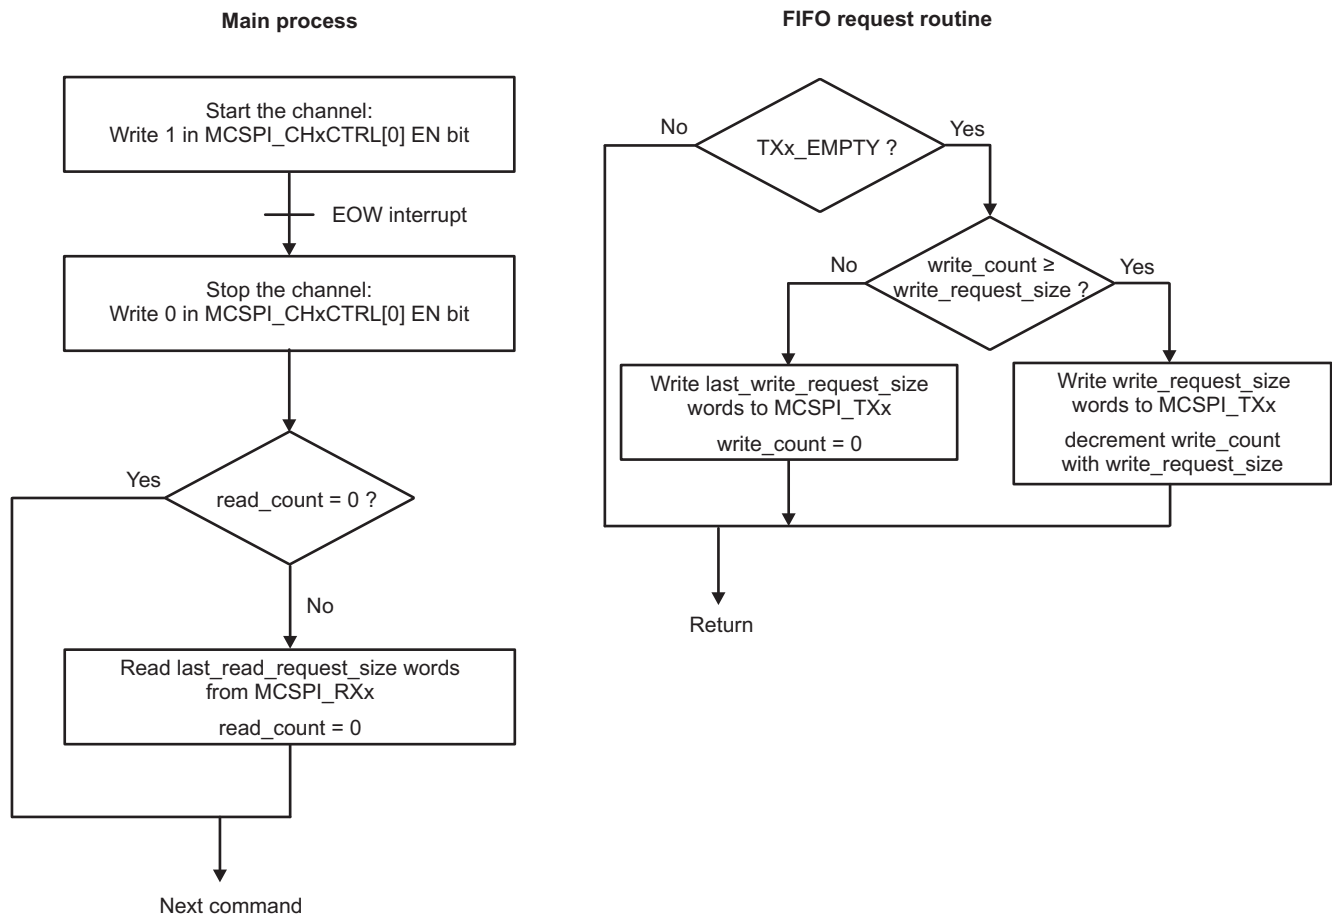 Main process
Start the channel:
Write 1 in MCSPI_CHxCTRL[0] EN bit
EOW interrupt
Stop the channel:
Write 0 in MCSPI_CHxCTRL[0] EN bit
read_count = 0 ?
Yes
No
Read last_read_request_size words
from MCSPI_RXx
read_count = 0
Next command
FIFO request routine
TXx_EMPTY ?
No
Yes
write_count ≥
write_request_size ?
No
Yes
Write last_write_request_size
words to MCSPI_TXx
write_count = 0
Write write_request_size
words to MCSPI_TXx
decrement write_count
with write_request_size
Return